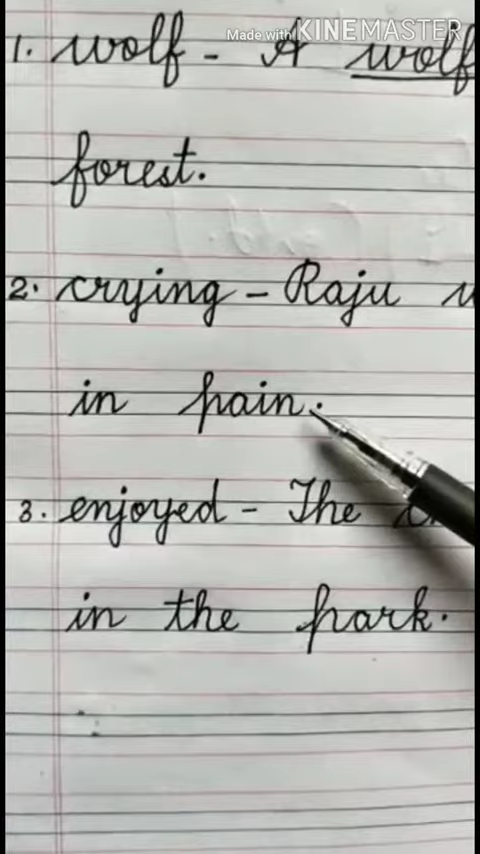 Made with KINEMASTER
1. wolf - A wolf
forest.
2. crying - Raju
in pain.
3. enjoyed - The
in the park.